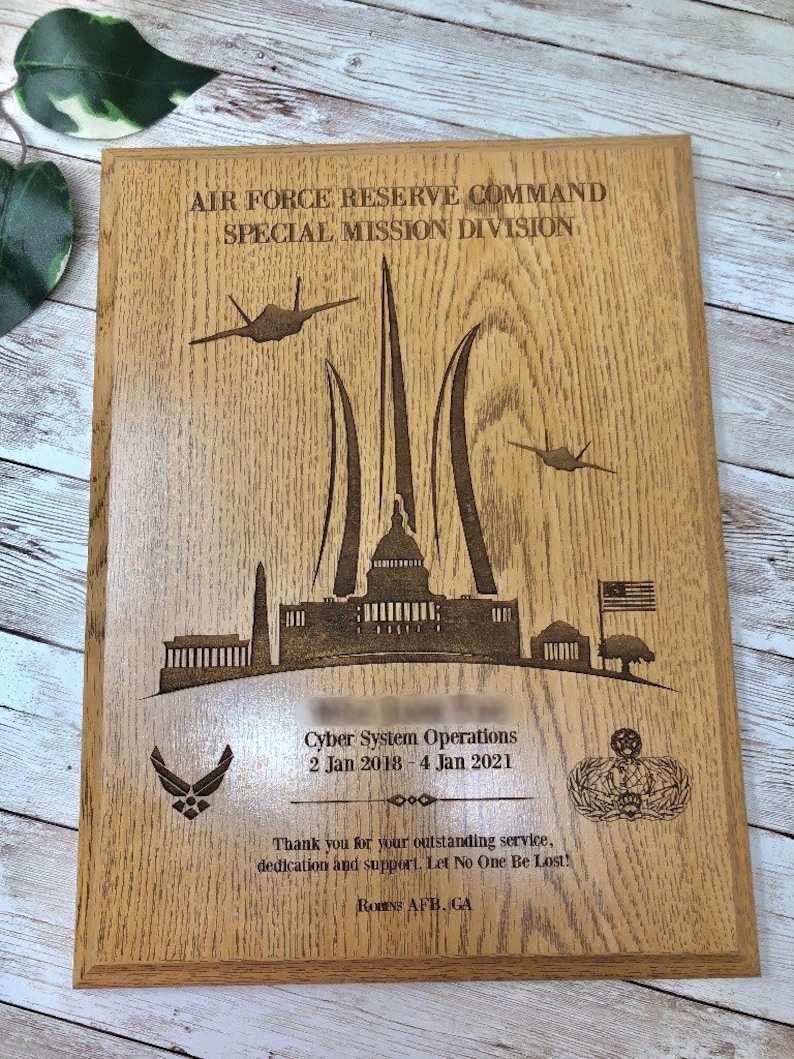 AIR FORCE RESERVE COMMAND
SPECIAL MISSION DIVISION
Cyber System Operations
2 Jan 2018 - 4 Jan 2021
Thank you for your outstanding service,
dedication and support. Let No One Be Lost!
Robins AFB, GA